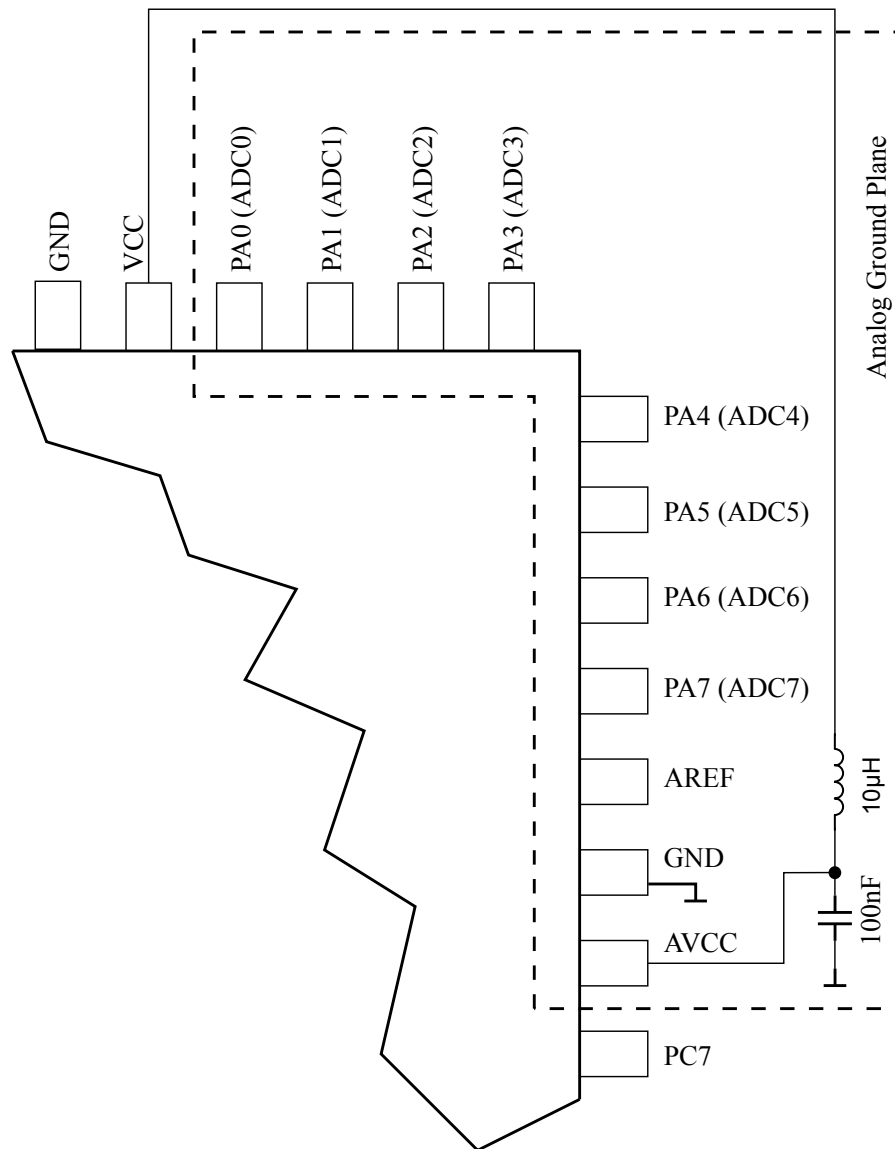 GND
VCC
PA0 (ADC0)
PA1 (ADC1)
PA2 (ADC2)
PA3 (ADC3)
Analog Ground Plane
PA4 (ADC4)
PA5 (ADC5)
PA6 (ADC6)
PA7 (ADC7)
AREF
10µH
GND
100nF
AVCC
PC7